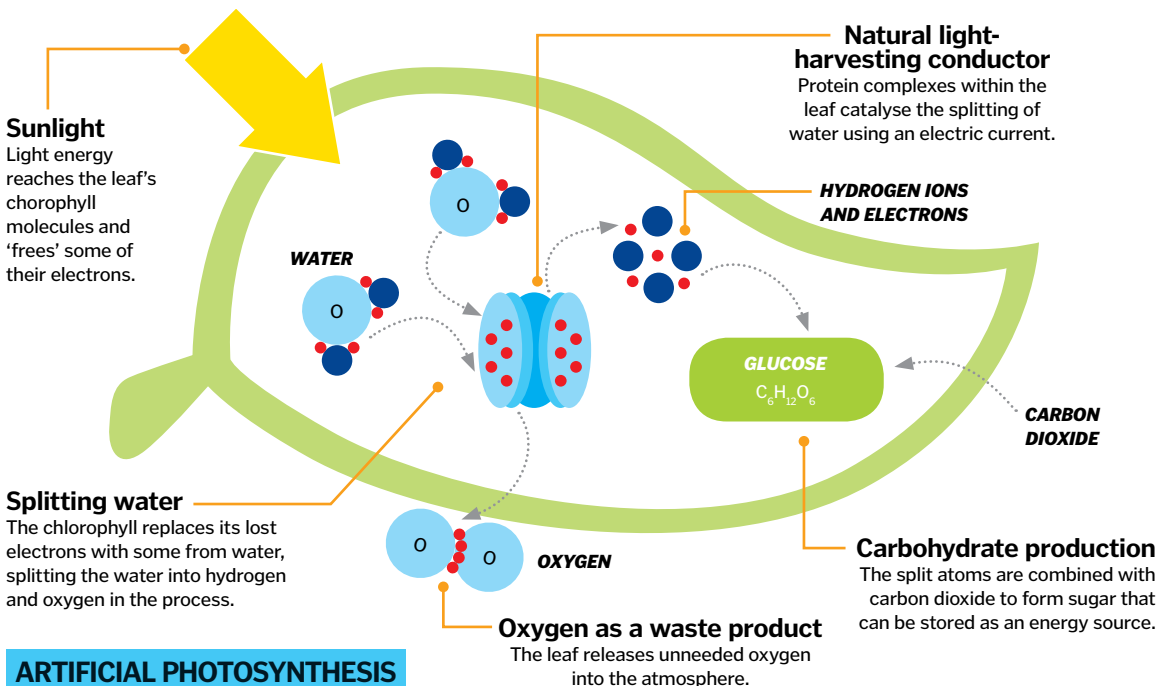 Sunlight
Light energy
reaches the leaf's
chorophyll
molecules and
'frees' some of
their electrons.
Natural light-
harvesting conductor
Protein complexes within the
leaf catalyse the splitting of
water using an electric current.
HYDROGEN IONS
AND ELECTRONS
O
WATER
O
GLUCOSE
C₆H₁₂O₆
CARBON
DIOXIDE
Splitting water
The chlorophyll replaces its lost
electrons with some from water,
splitting the water into hydrogen
and oxygen in the process.
O O
OXYGEN
Carbohydrate production
The split atoms are combined with
carbon dioxide to form sugar that
can be stored as an energy source.
Oxygen as a waste product
The leaf releases unneeded oxygen
into the atmosphere.
ARTIFICIAL PHOTOSYNTHESIS